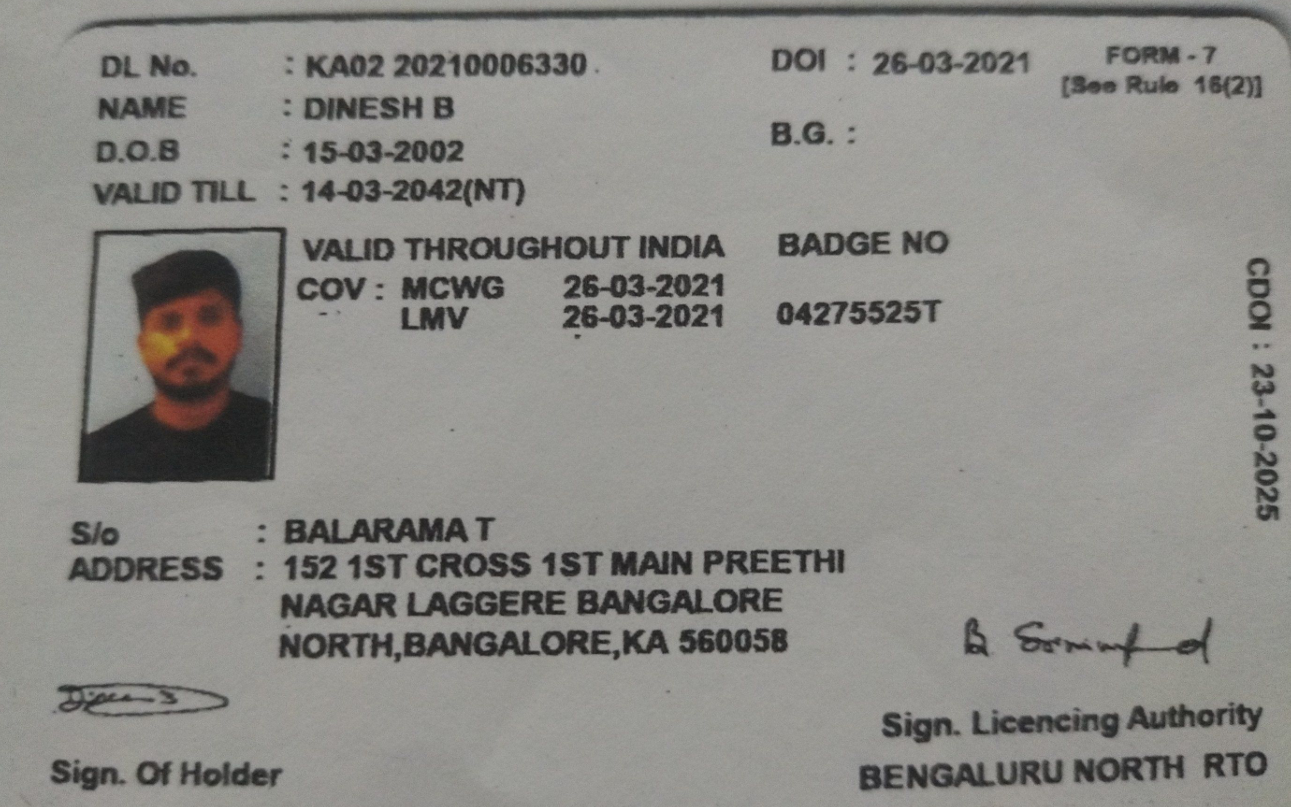 DL No. : KA02 20210006330 DOI : 26-03-2021 FORM - 7
[See Rule 16(2)]
NAME : DINESH B
B.G. :
D.O.B : 15-03-2002
VALID TILL : 14-03-2042(NT)
VALID THROUGHOUT INDIA BADGE NO
COV : MCWG 26-03-2021
LMV 26-03-2021 04275525T
CDOI : 23-10-2025
S/o : BALARAMA T
ADDRESS : 152 1ST CROSS 1ST MAIN PREETHI
NAGAR LAGGERE BANGALORE
NORTH,BANGALORE,KA 560058
Sign. Licencing Authority
Sign. Of Holder
BENGALURU NORTH RTO